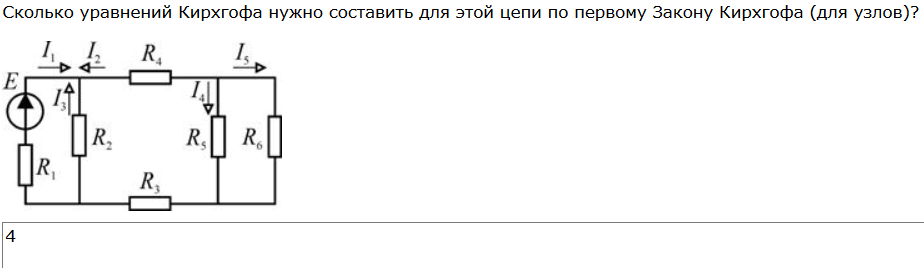 Сколько уравнений Кирхгофа нужно составить для этой цепи по первому Закону Кирхгофа (для узлов)?
I₁ I₂ R₄ I₅
E I₃ I₄
R₂ R₅ R₆
R₁ R₃
4